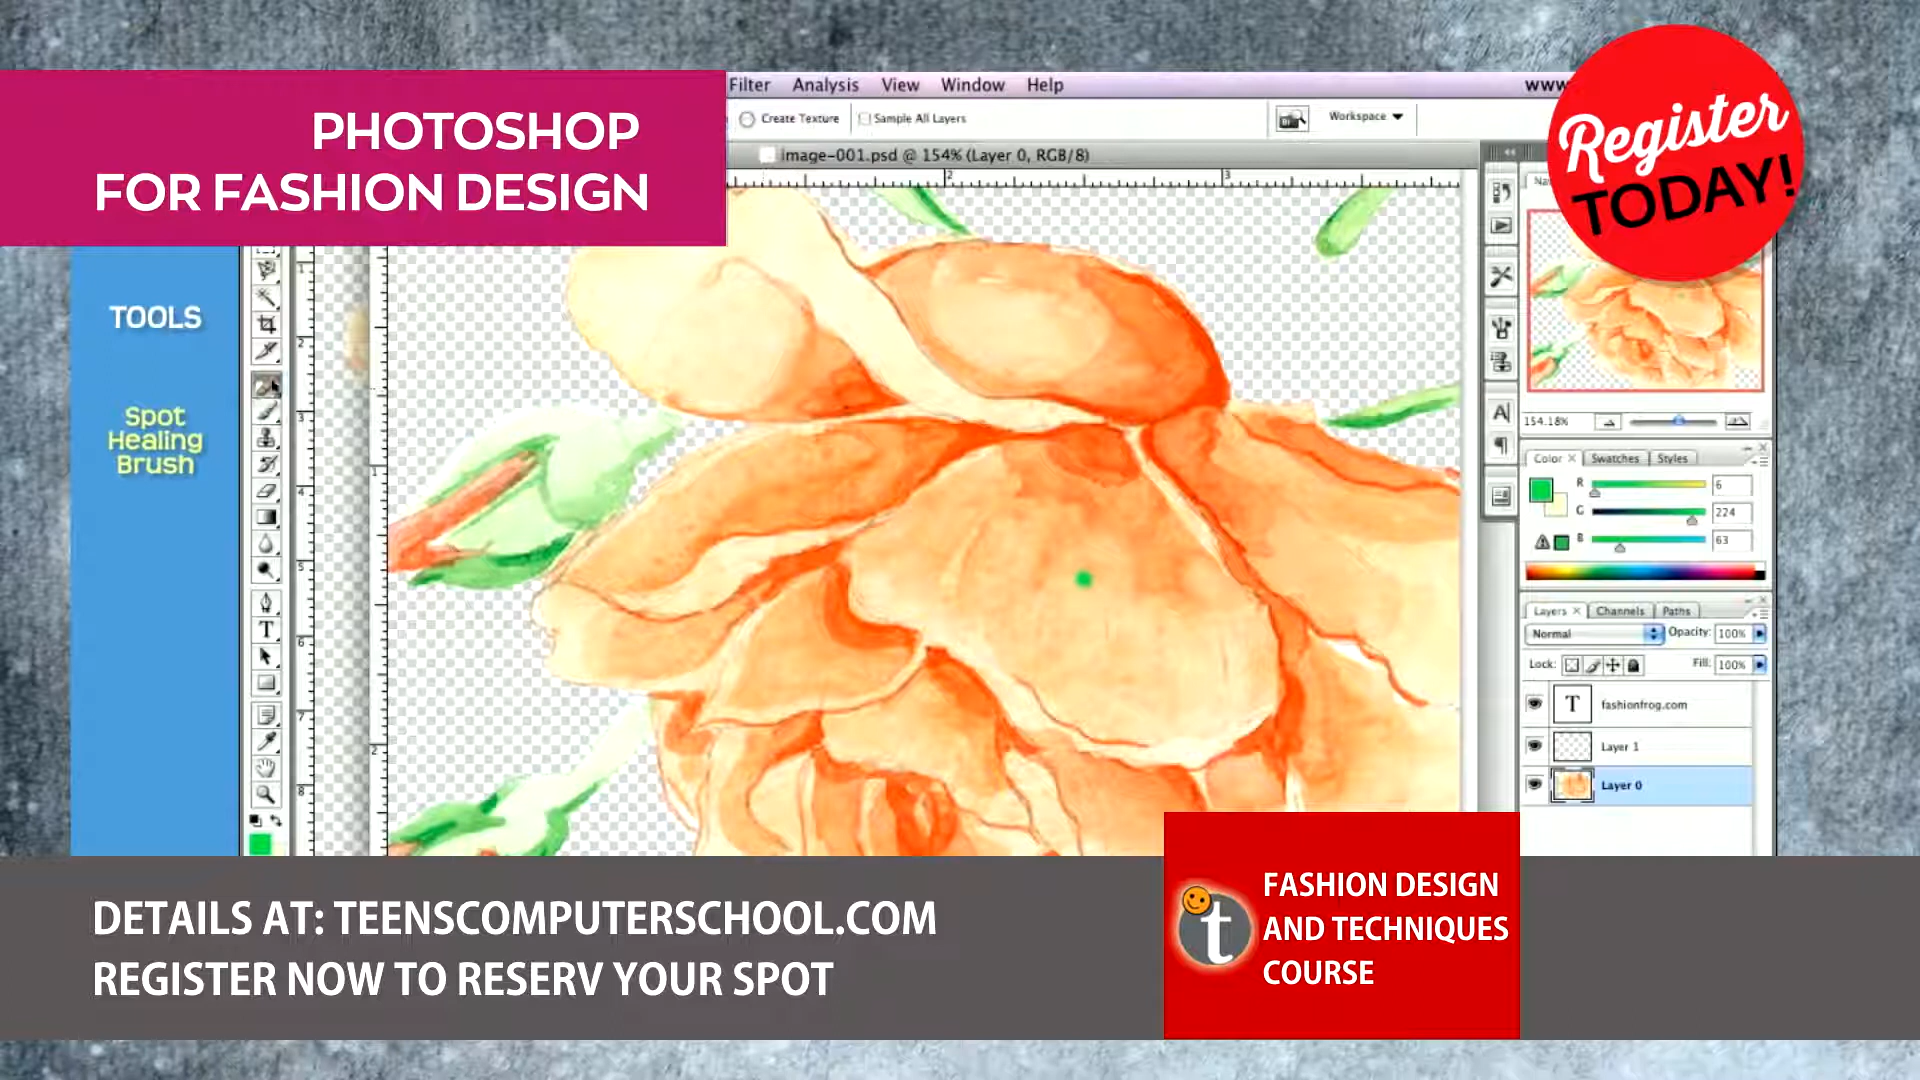 PHOTOSHOP
FOR FASHION DESIGN
Filter Analysis View Window Help
www
Register
TODAY!
Create Texture Sample All Layers
Workspace
image-001.psd @ 154% (Layer 0, RGB/8)
TOOLS
Spot
Healing
Brush
154.18%
Color Swatches Styles
R 6
G 224
B 63
Layers Channels Paths
Normal Opacity: 100%
Lock: Fill: 100%
T fashionfrog.com
Layer 1
Layer 0
DETAILS AT: TEENSCOMPUTERSCHOOL.COM
REGISTER NOW TO RESERV YOUR SPOT
t
FASHION DESIGN
AND TECHNIQUES
COURSE